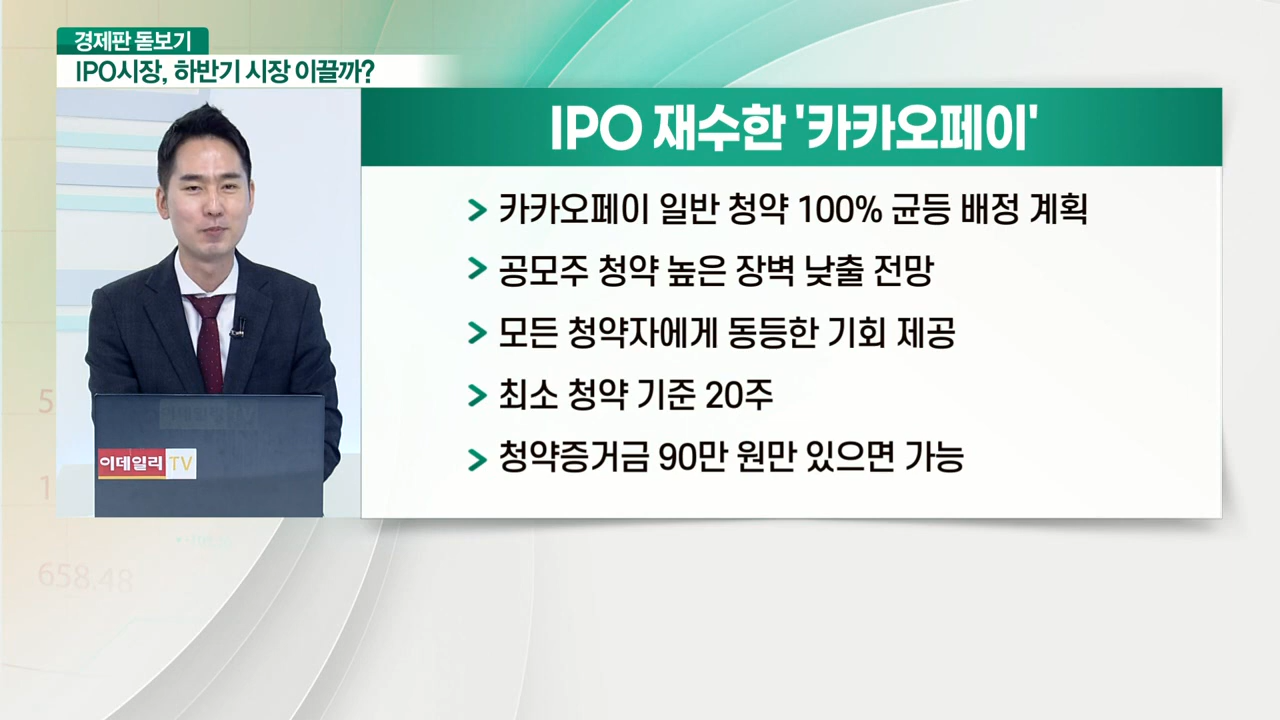 경제판 돋보기
IPO시장, 하반기 시장 이끌까?
IPO 재수한 '카카오페이'
카카오페이 일반 청약 100% 균등 배정 계획
공모주 청약 높은 장벽 낮출 전망
모든 청약자에게 동등한 기회 제공
최소 청약 기준 20주
청약증거금 90만 원만 있으면 가능
이데일리 TV
5
1
658.48